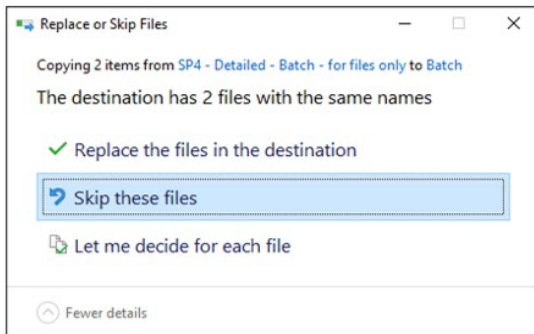 Replace or Skip Files
Copying 2 items from SP4 - Detailed - Batch - for files only to Batch
The destination has 2 files with the same names
Replace the files in the destination
Skip these files
Let me decide for each file
Fewer details